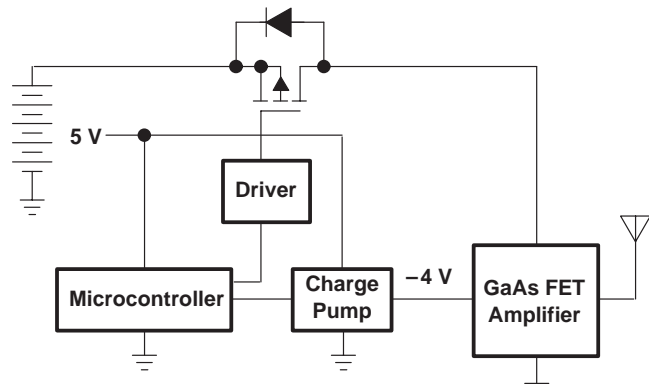 5 V
Driver
Microcontroller
Charge
Pump
–4 V
GaAs FET
Amplifier